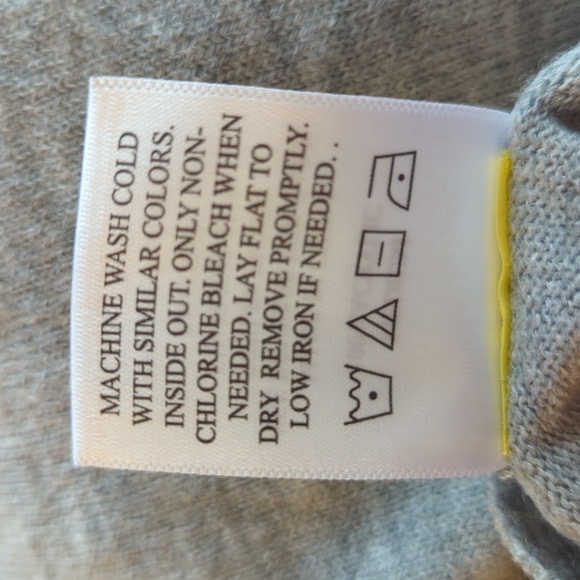 MACHINE WASH COLD
WITH SIMILAR COLORS.
INSIDE OUT. ONLY NON-
CHLORINE BLEACH WHEN
NEEDED. LAY FLAT TO
DRY REMOVE PROMPTLY.
LOW IRON IF NEEDED. .